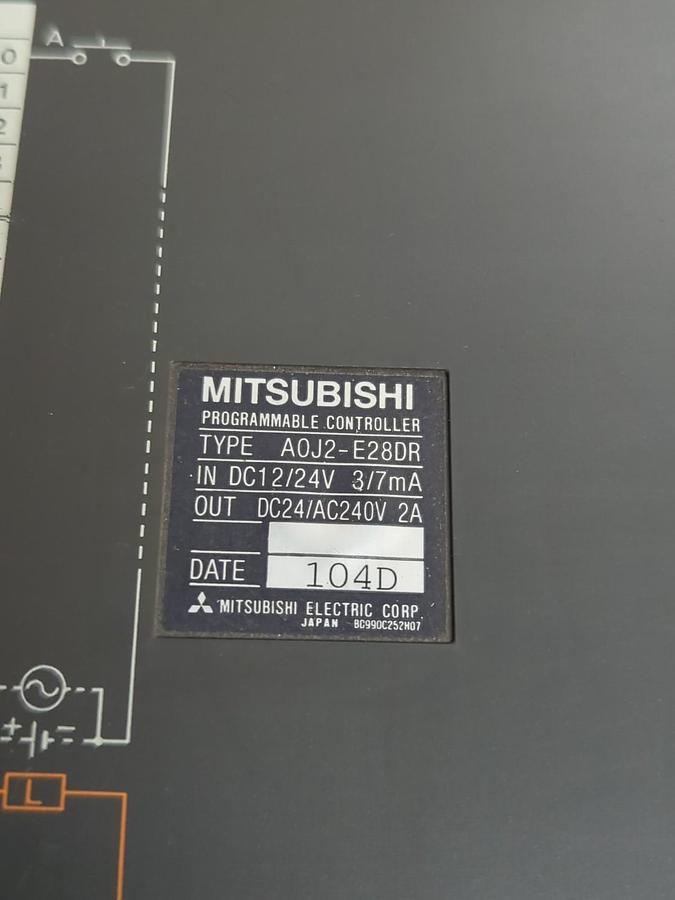 A
0
1
2
MITSUBISHI
PROGRAMMABLE CONTROLLER
TYPE A0J2-E28DR
IN DC12/24V 3/7mA
OUT DC24/AC240V 2A
DATE 104D
MITSUBISHI ELECTRIC CORP.
JAPAN BC990C252H07
+ -
L